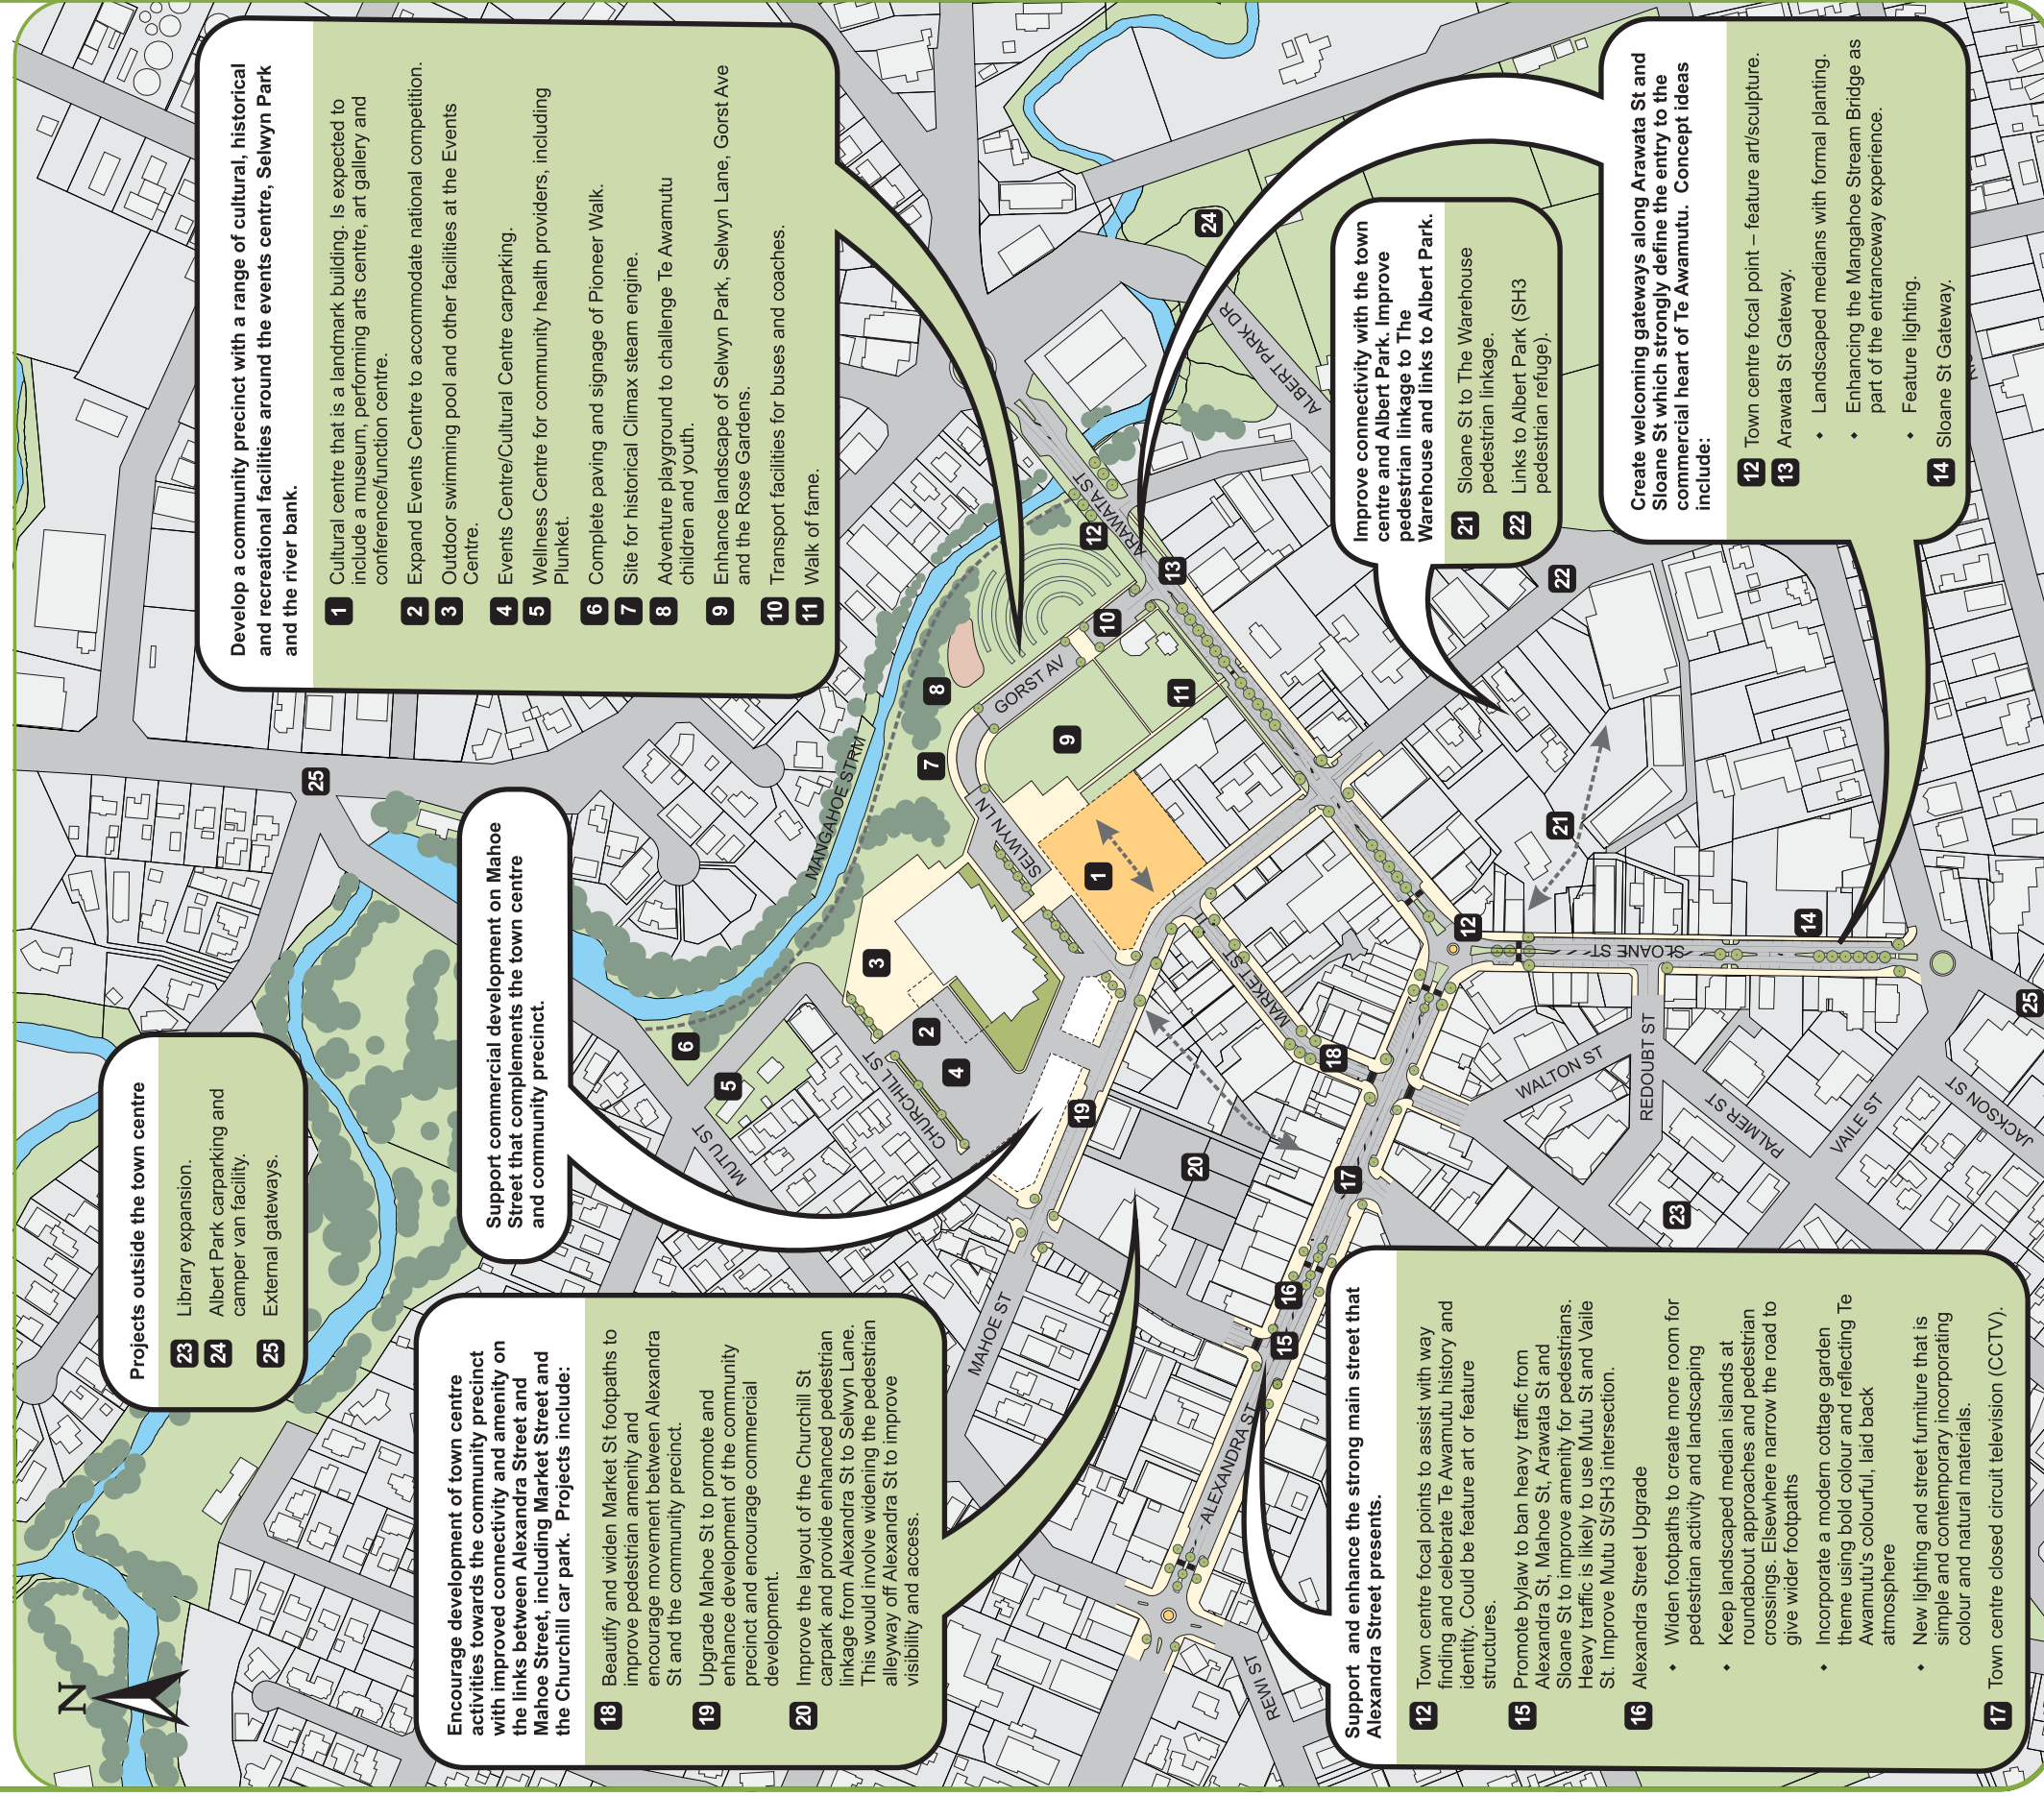 N
Projects outside the town centre
23 Library expansion.
24 Albert Park carparking and
camper van facility.
25 External gateways.
Develop a community precinct with a range of cultural, historical
and recreational facilities around the events centre, Selwyn Park
and the river bank.
1 Cultural centre that is a landmark building. Is expected to
include a museum, performing arts centre, art gallery and
conference/function centre.
2 Expand Events Centre to accommodate national competition.
3 Outdoor swimming pool and other facilities at the Events
Centre.
4 Events Centre/Cultural Centre carparking.
5 Wellness Centre for community health providers, including
Plunket.
6 Complete paving and signage of Pioneer Walk.
7 Site for historical Climax steam engine.
8 Adventure playground to challenge Te Awamutu
children and youth.
9 Enhance landscape of Selwyn Park, Selwyn Lane, Gorst Ave
and the Rose Gardens.
10 Transport facilities for buses and coaches.
11 Walk of fame.
Support commercial development on Mahoe
Street that complements the town centre
and community precinct.
Encourage development of town centre
activities towards the community precinct
with improved connectivity and amenity on
the links between Alexandra Street and
Mahoe Street, including Market Street and
the Churchill car park. Projects include:
18 Beautify and widen Market St footpaths to
improve pedestrian amenity and
encourage movement between Alexandra
St and the community precinct.
19 Upgrade Mahoe St to promote and
enhance development of the community
precinct and encourage commercial
development.
20 Improve the layout of the Churchill St
carpark and provide enhanced pedestrian
linkage from Alexandra St to Selwyn Lane.
This would involve widening the pedestrian
alleyway off Alexandra St to improve
visibility and access.
Improve connectivity with the town
centre and Albert Park. Improve
pedestrian linkage to The
Warehouse and links to Albert Park.
21 Sloane St to The Warehouse
pedestrian linkage.
22 Links to Albert Park (SH3
pedestrian refuge).
Support and enhance the strong main street that
Alexandra Street presents.
12 Town centre focal points to assist with way
finding and celebrate Te Awamutu history and
identity. Could be feature art or feature
structures.
15 Promote bylaw to ban heavy traffic from
Alexandra St, Mahoe St, Arawata St and
Sloane St to improve amenity for pedestrians.
Heavy traffic is likely to use Mutu St and Vaile
St. Improve Mutu St/SH3 intersection.
16 Alexandra Street Upgrade
• Widen footpaths to create more room for
pedestrian activity and landscaping
• Keep landscaped median islands at
roundabout approaches and pedestrian
crossings. Elsewhere narrow the road to
give wider footpaths
• Incorporate a modern cottage garden
theme using bold colour and reflecting Te
Awamutu's colourful, laid back
atmosphere
• New lighting and street furniture that is
simple and contemporary incorporating
colour and natural materials.
17 Town centre closed circuit television (CCTV).
Create welcoming gateways along Arawata St and
Sloane St which strongly define the entry to the
commercial heart of Te Awamutu. Concept ideas
include:
12 Town centre focal point – feature art/sculpture.
13 Arawata St Gateway.
• Landscaped medians with formal planting.
• Enhancing the Mangahoe Stream Bridge as
part of the entranceway experience.
• Feature lighting.
14 Sloane St Gateway.
25
MANGAHOE STRM
6
5
MUTU ST
CHURCHILL ST
3
2
4
7
8
SELWYN LN
GORST AV
9
1
10
11
12
13
ARAWATA ST
24
ALBERT PARK DR
22
19
MAHOE ST
20
MARKET ST
18
17
16
15
ALEXANDRA ST
REWI ST
12
21
SLOANE ST
14
WALTON ST
REDOUBT ST
PALMER ST
VAILE ST
JACKSON ST
23
25